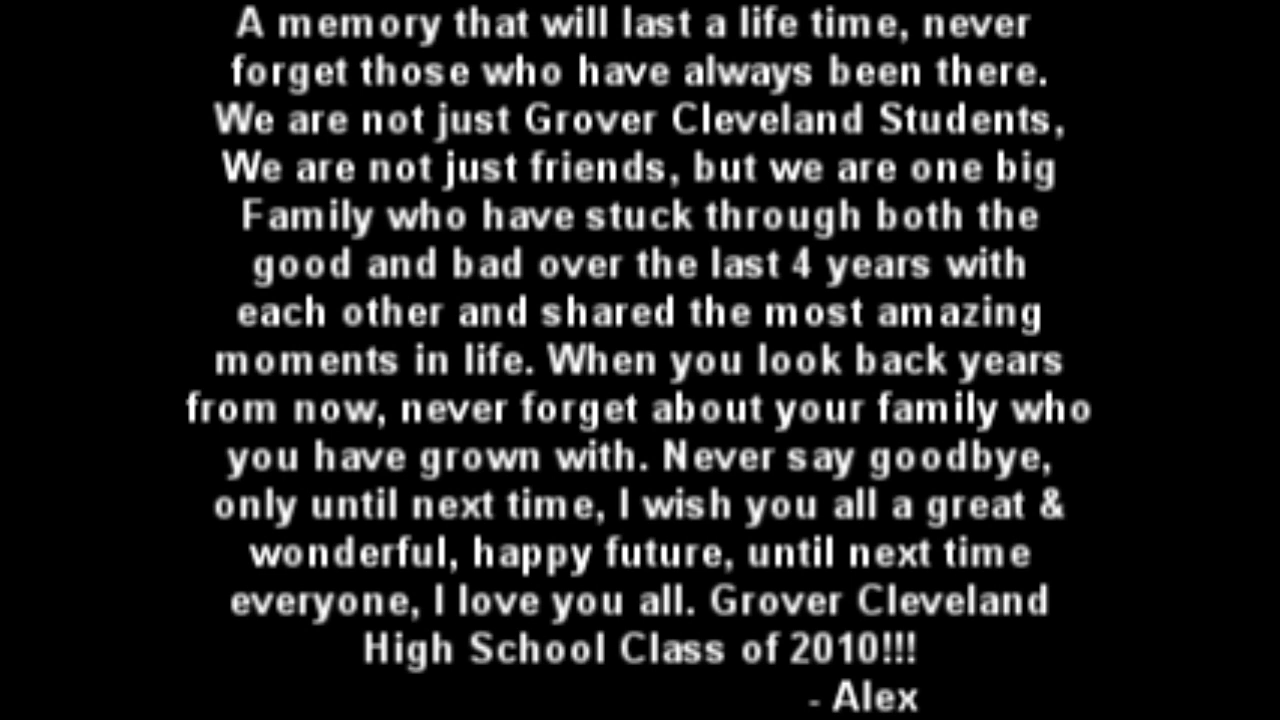 A memory that will last a life time, never
forget those who have always been there.
We are not just Grover Cleveland Students,
We are not just friends, but we are one big
Family who have stuck through both the
good and bad over the last 4 years with
each other and shared the most amazing
moments in life. When you look back years
from now, never forget about your family who
you have grown with. Never say goodbye,
only until next time, I wish you all a great &
wonderful, happy future, until next time
everyone, I love you all. Grover Cleveland
High School Class of 2010!!!
- Alex